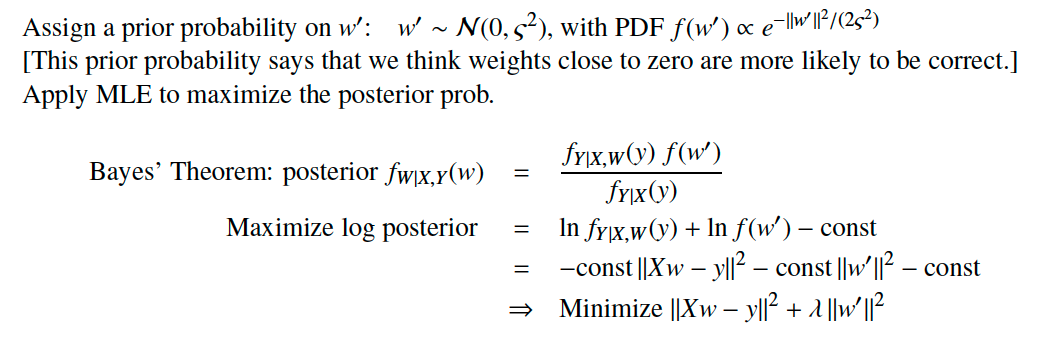 Assign a prior probability on w′: w′ ~ N(0, ς²), with PDF f(w′) ∝ e^{−‖w′‖²/(2ς²)}
[This prior probability says that we think weights close to zero are more likely to be correct.]
Apply MLE to maximize the posterior prob.
Bayes’ Theorem: posterior f_{W|X,Y}(w) = f_{Y|X,W}(y) f(w′) / f_{Y|X}(y)
Maximize log posterior = ln f_{Y|X,W}(y) + ln f(w′) − const
= −const ‖Xw − y‖² − const ‖w′‖² − const
⇒ Minimize ‖Xw − y‖² + λ ‖w′‖²